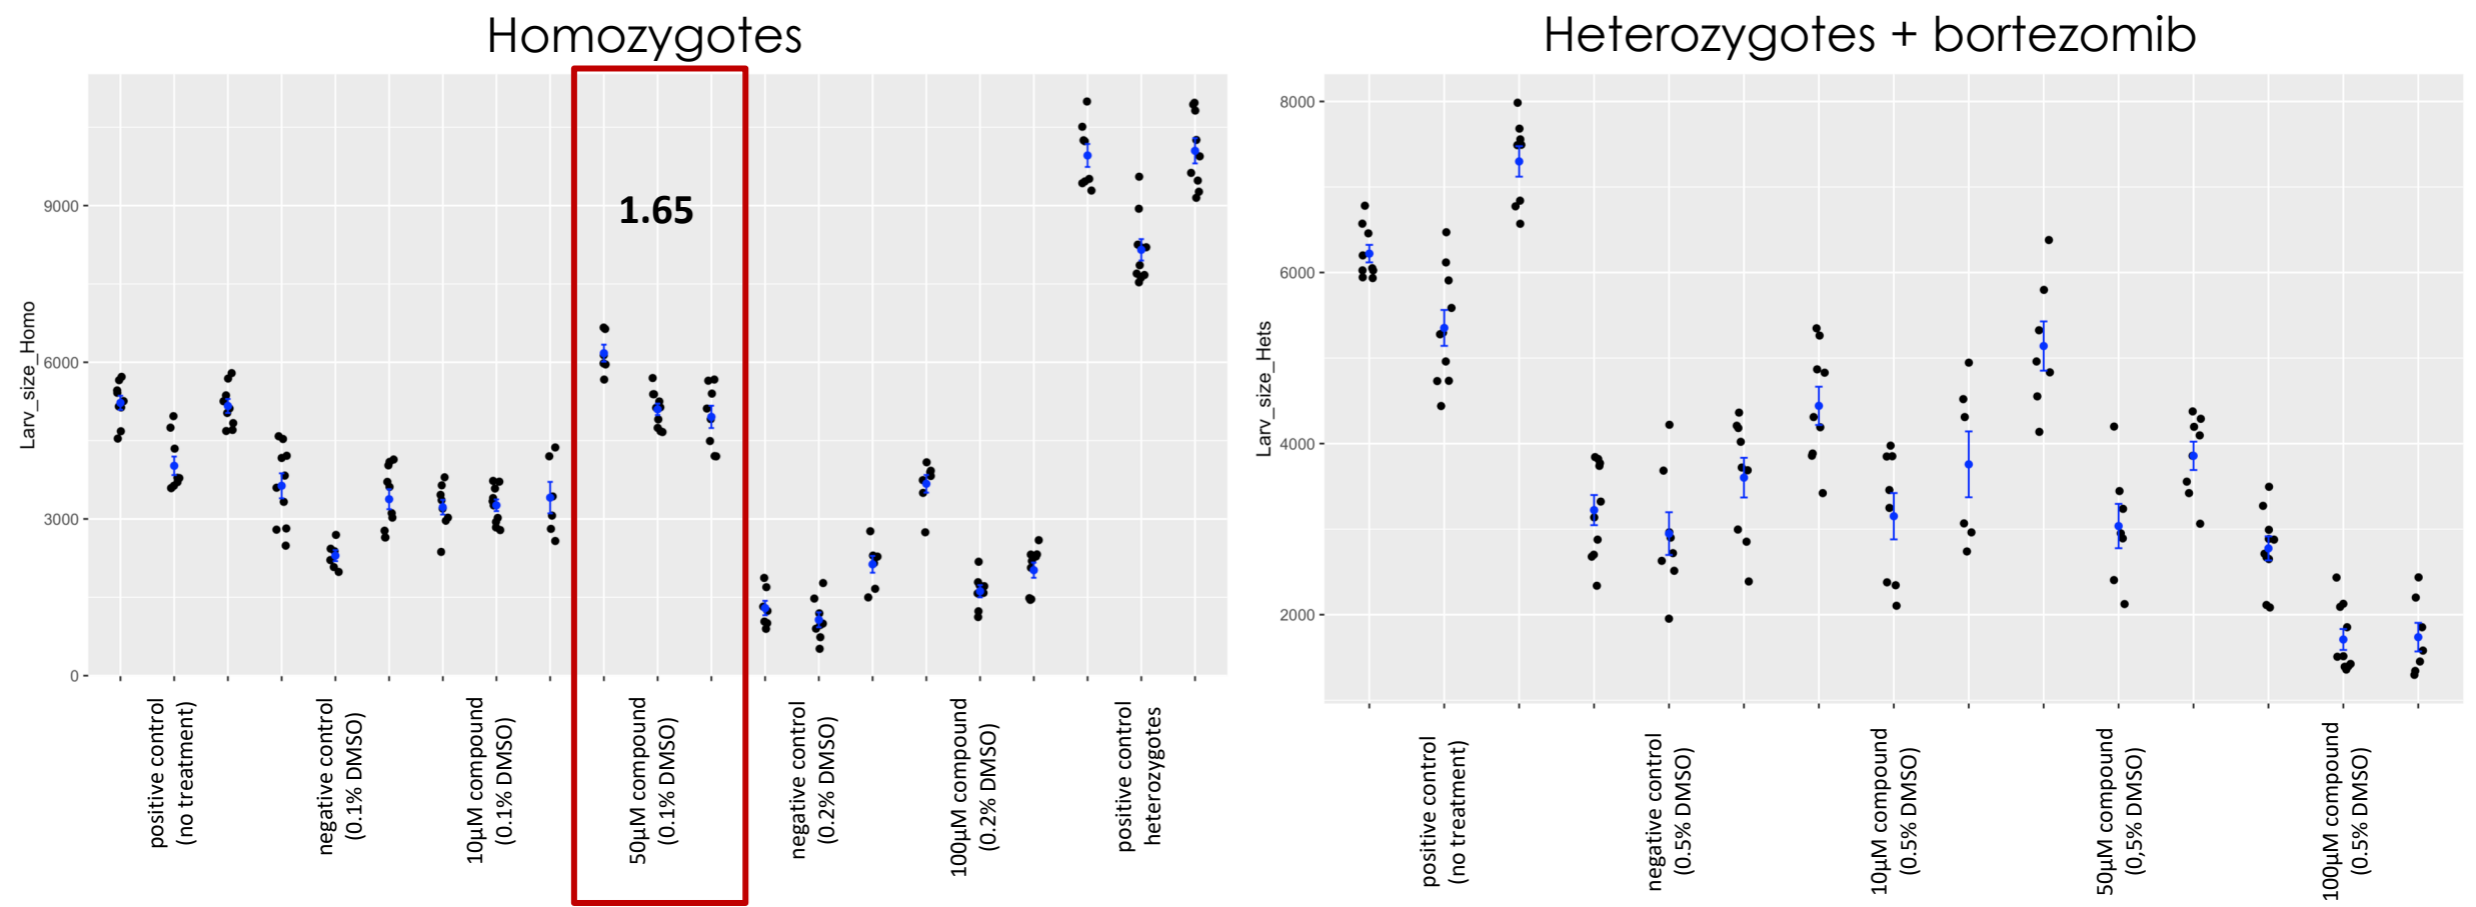 Homozygotes
Larv_size_Homo
9000
6000
3000
0
1.65
positive control
(no treatment)
negative control
(0.1% DMSO)
10µM compound
(0.1% DMSO)
50µM compound
(0.1% DMSO)
negative control
(0.2% DMSO)
100µM compound
(0.2% DMSO)
positive control
heterozygotes
Heterozygotes + bortezomib
Larv_size_Hets
8000
6000
4000
2000
positive control
(no treatment)
negative control
(0.5% DMSO)
10µM compound
(0.5% DMSO)
50µM compound
(0,5% DMSO)
100µM compound
(0.5% DMSO)